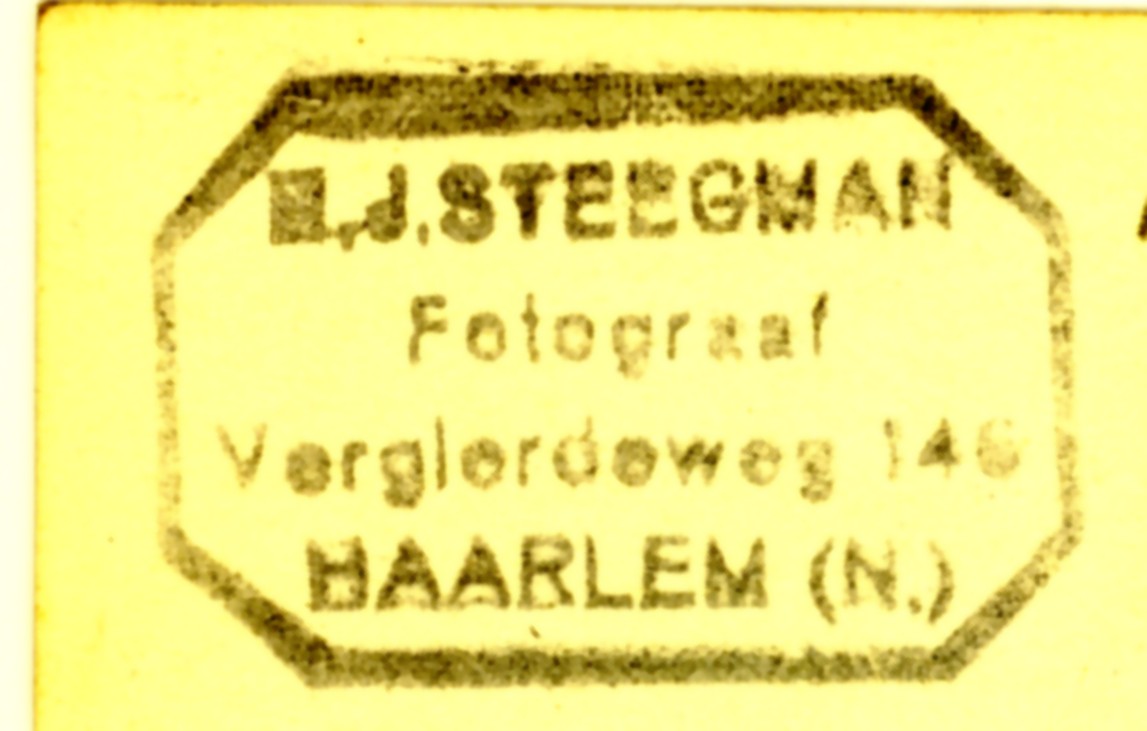 J.STEEGMAN
Fotograaf
Vergierdeweg 146
HAARLEM (N.)